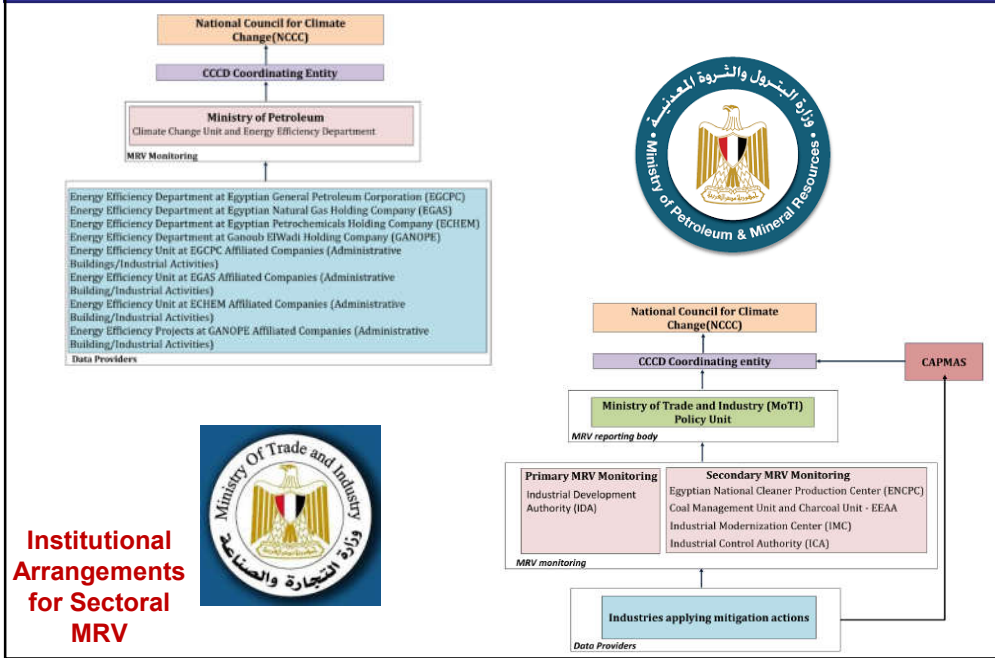 National Council for Climate
Change(NCCC)
CCCD Coordinating Entity
Ministry of Petroleum
Climate Change Unit and Energy Efficiency Department
MRV Monitoring
Energy Efficiency Department at Egyptian General Petroleum Corporation (EGCPC)
Energy Efficiency Department at Egyptian Natural Gas Holding Company (EGAS)
Energy Efficiency Department at Egyptian Petrochemicals Holding Company (ECHEM)
Energy Efficiency Department at Ganoub ElWadi Holding Company (GANOPE)
Energy Efficiency Unit at EGCPC Affiliated Companies (Administrative
Buildings/Industrial Activities)
Energy Efficiency Unit at EGAS Affiliated Companies (Administrative
Building/Industrial Activities)
Energy Efficiency Unit at ECHEM Affiliated Companies (Administrative
Building/Industrial Activities)
Energy Efficiency Projects at GANOPE Affiliated Companies (Administrative
Building/Industrial Activities)
Data Providers
وزارة البترول والثروة المعدنية
Ministry of Petroleum & Mineral Resources
National Council for Climate
Change(NCCC)
CCCD Coordinating entity
CAPMAS
Ministry of Trade and Industry (MoTI)
Policy Unit
MRV reporting body
Primary MRV Monitoring
Industrial Development
Authority (IDA)
Secondary MRV Monitoring
Egyptian National Cleaner Production Center (ENCPC)
Coal Management Unit and Charcoal Unit - EEAA
Industrial Modernization Center (IMC)
Industrial Control Authority (ICA)
MRV monitoring
Industries applying mitigation actions
Data Providers
Ministry Of Trade and Industry
وزارة التجارة والصناعة
Institutional
Arrangements
for Sectoral
MRV